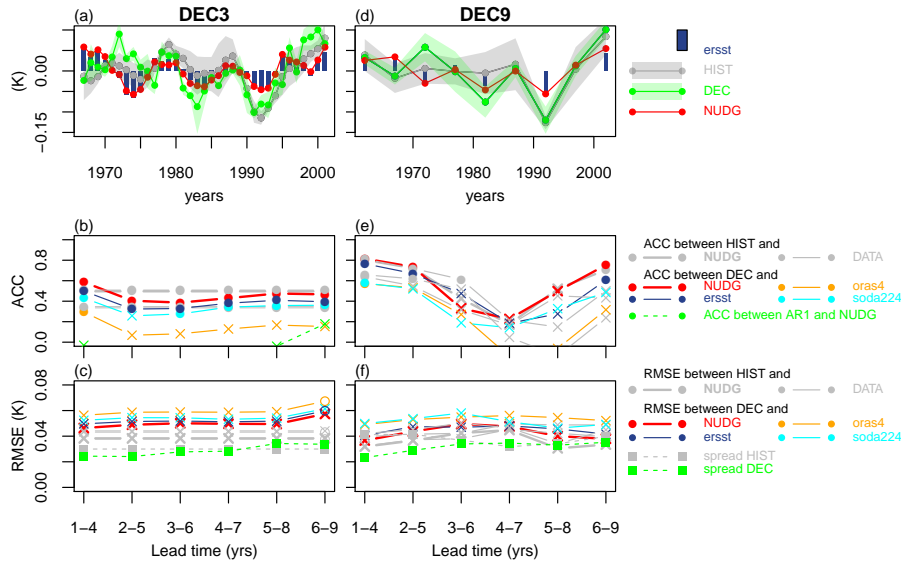 DEC3
DEC9
(a)
(d)
(K)
0.00
−0.15
1970
1980
1990
2000
years
1970
1980
1990
2000
years
ersst
HIST
DEC
NUDG
(b)
(e)
ACC
0.8
0.4
0.0
ACC between HIST and
NUDG
DATA
ACC between DEC and
NUDG
oras4
ersst
soda224
ACC between AR1 and NUDG
(c)
(f)
RMSE (K)
0.08
0.04
0.00
RMSE between HIST and
NUDG
DATA
RMSE between DEC and
NUDG
oras4
ersst
soda224
spread HIST
spread DEC
1−4
2−5
3−6
4−7
5−8
6−9
Lead time (yrs)
1−4
2−5
3−6
4−7
5−8
6−9
Lead time (yrs)